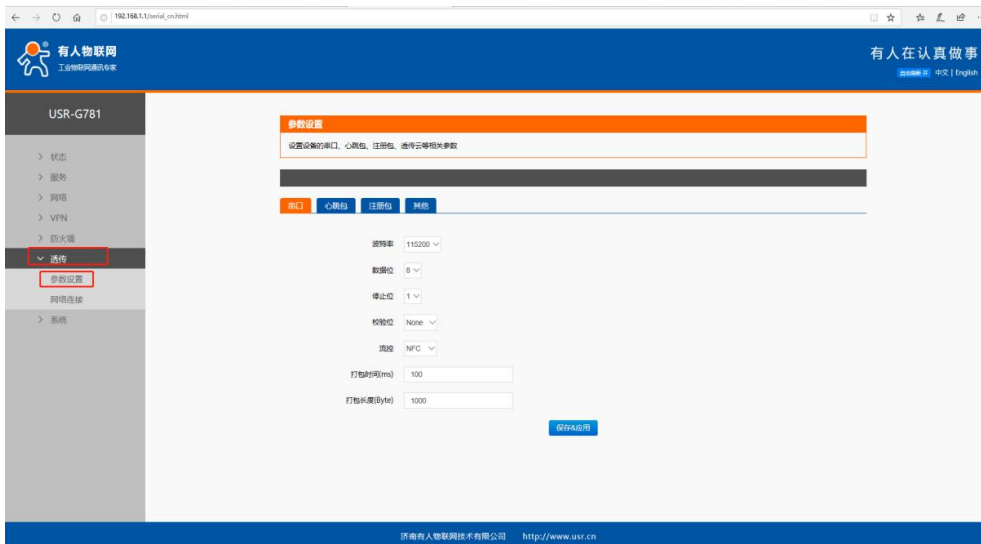 192.168.1.1/serial_cn.html
有人物联网
工业物联网通讯专家
有人在认真做事
自动刷新 开 中文 | English
USR-G781
状态
服务
网络
VPN
防火墙
透传
参数设置
网络连接
系统
参数设置
设置设备的串口、心跳包、注册包、透传云等相关参数
串口 心跳包 注册包 其他
波特率 115200
数据位 8
停止位 1
校验位 None
流控 NFC
打包时间(ms) 100
打包长度(Byte) 1000
保存&应用
济南有人物联网技术有限公司 http://www.usr.cn